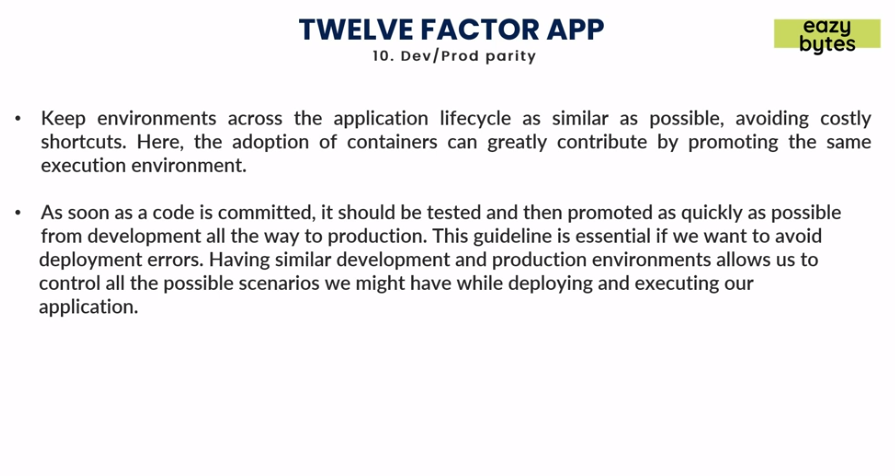 TWELVE FACTOR APP
eazy
bytes
10. Dev/Prod parity
• Keep environments across the application lifecycle as similar as possible, avoiding costly
shortcuts. Here, the adoption of containers can greatly contribute by promoting the same
execution environment.
• As soon as a code is committed, it should be tested and then promoted as quickly as possible
from development all the way to production. This guideline is essential if we want to avoid
deployment errors. Having similar development and production environments allows us to
control all the possible scenarios we might have while deploying and executing our
application.